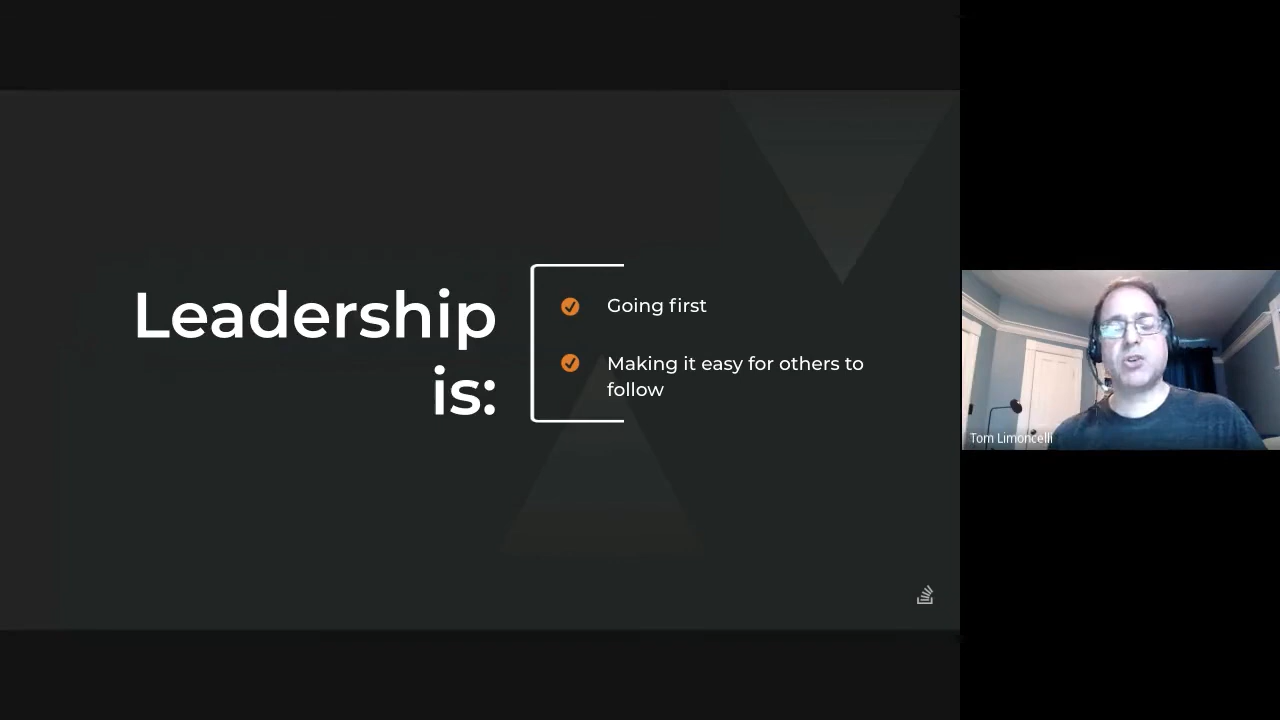 Leadership
is:
Going first
Making it easy for others to
follow
Tom Limoncelli